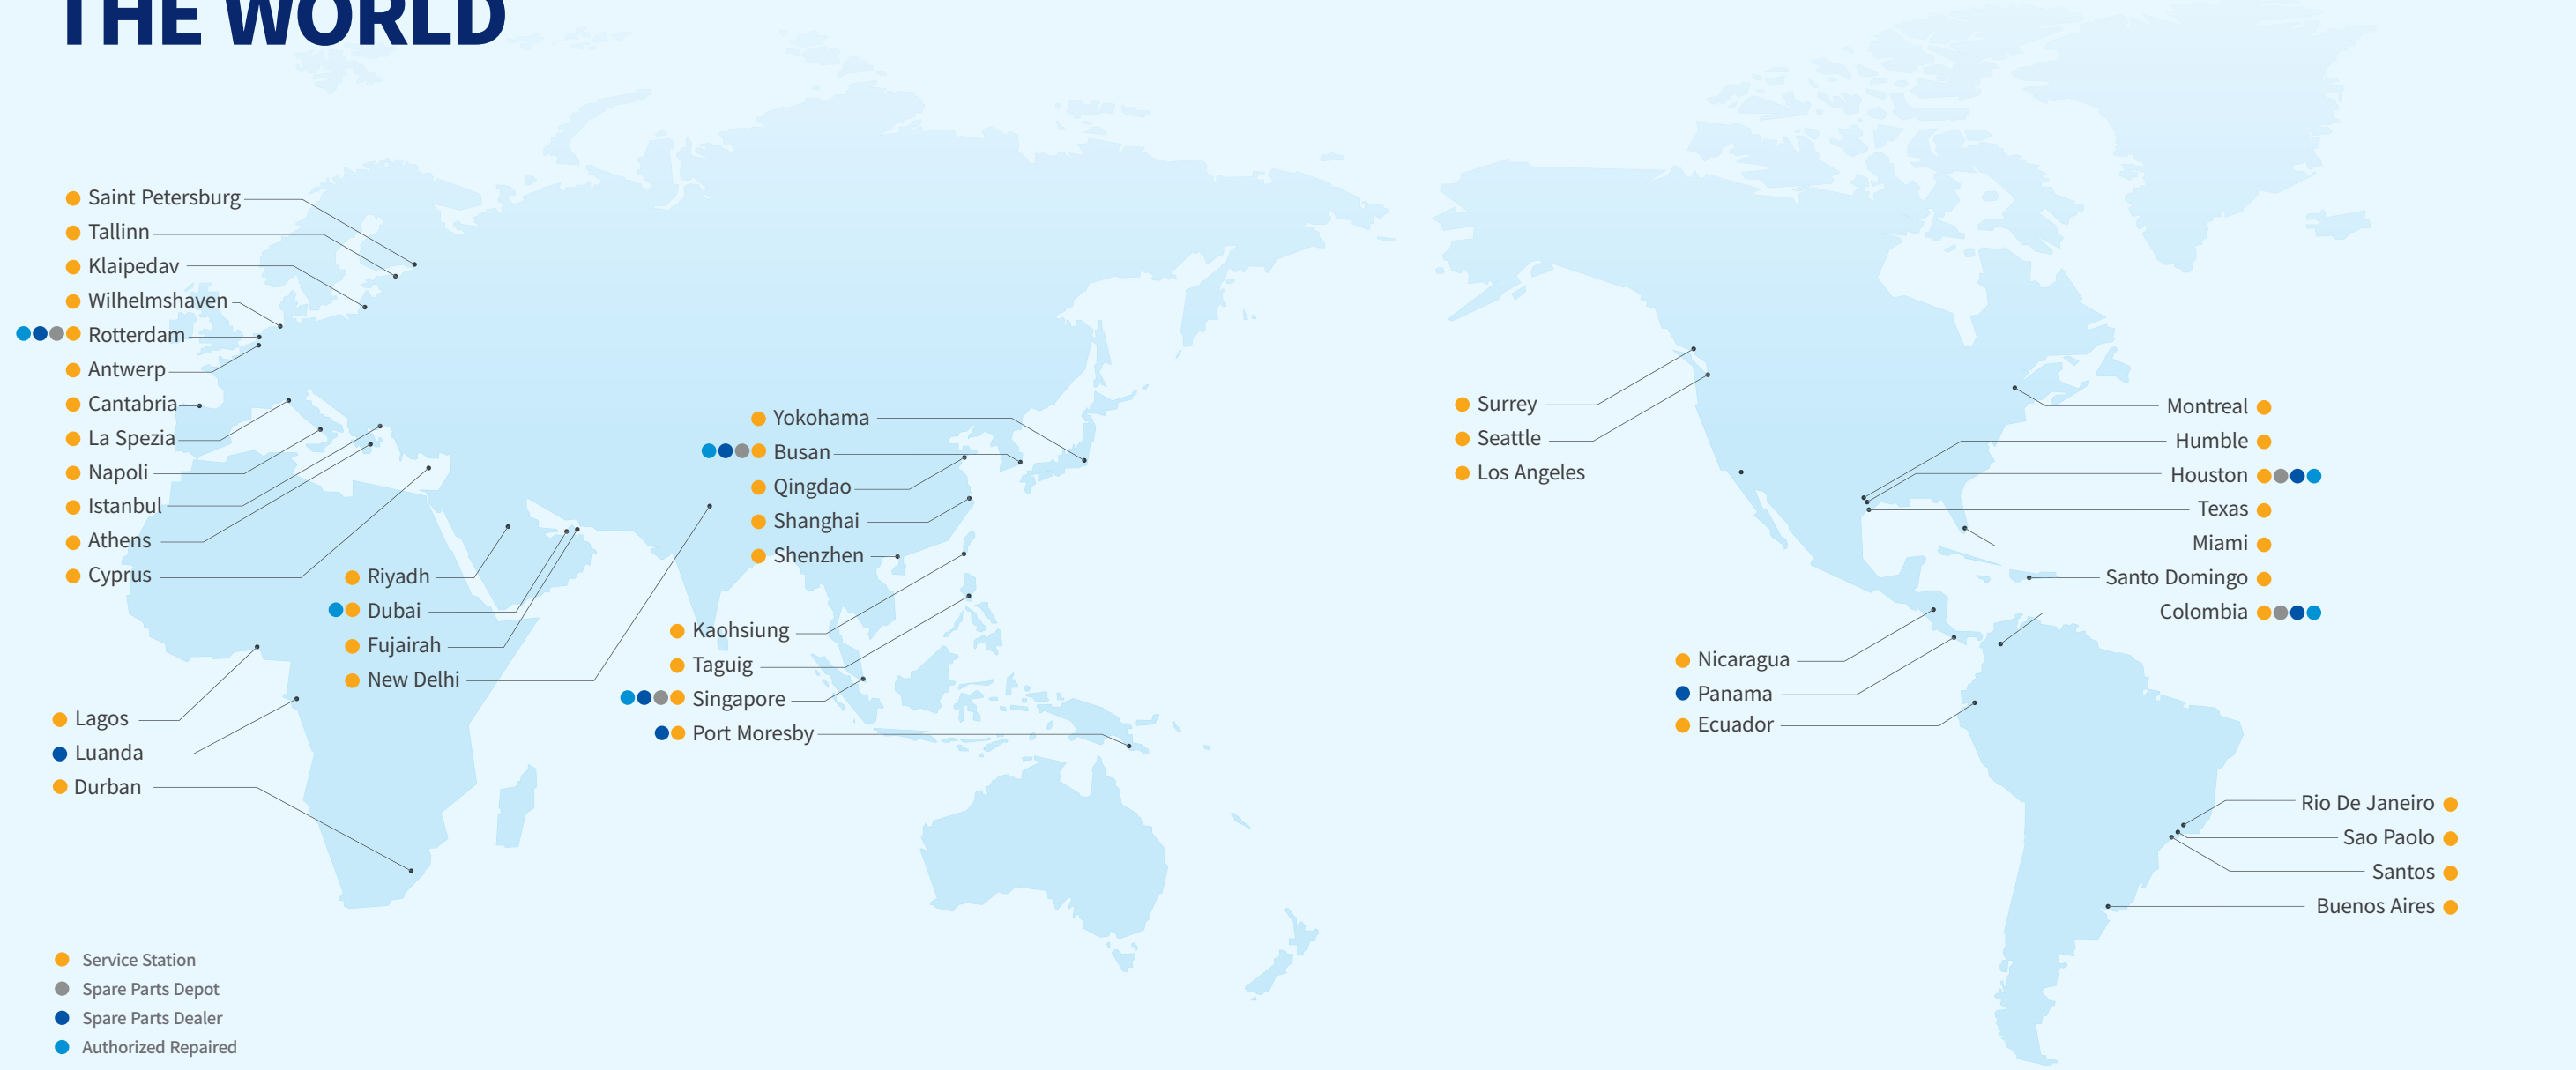 THE WORLD
Saint Petersburg
Tallinn
Klaipedav
Wilhelmshaven
Rotterdam
Antwerp
Cantabria
La Spezia
Napoli
Istanbul
Athens
Cyprus
Riyadh
Dubai
Fujairah
New Delhi
Lagos
Luanda
Durban
Yokohama
Busan
Qingdao
Shanghai
Shenzhen
Kaohsiung
Taguig
Singapore
Port Moresby
Surrey
Seattle
Los Angeles
Nicaragua
Panama
Ecuador
Montreal
Humble
Houston
Texas
Miami
Santo Domingo
Colombia
Rio De Janeiro
Sao Paolo
Santos
Buenos Aires
Service Station
Spare Parts Depot
Spare Parts Dealer
Authorized Repaired